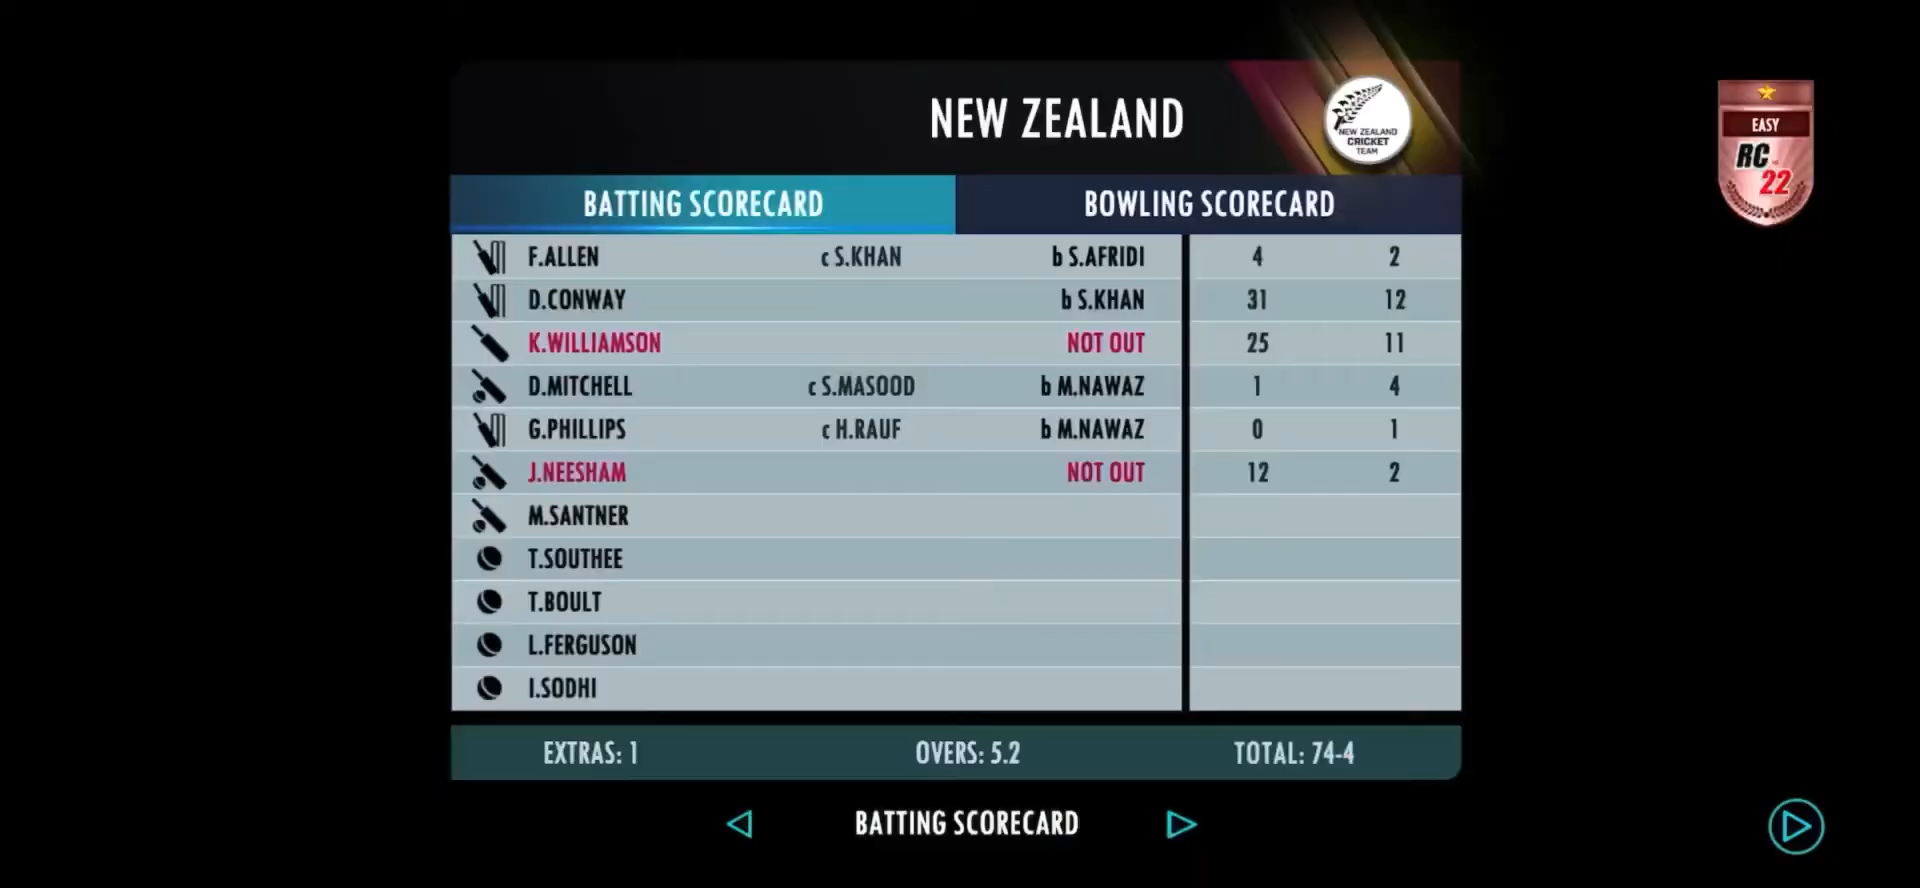 NEW ZEALAND
NEW ZEALAND
CRICKET
TEAM
EASY
RC
22
BATTING SCORECARD BOWLING SCORECARD
F.ALLEN c S.KHAN b S.AFRIDI 4 2
D.CONWAY b S.KHAN 31 12
K.WILLIAMSON NOT OUT 25 11
D.MITCHELL c S.MASOOD b M.NAWAZ 1 4
G.PHILLIPS c H.RAUF b M.NAWAZ 0 1
J.NEESHAM NOT OUT 12 2
M.SANTNER
T.SOUTHEE
T.BOULT
L.FERGUSON
I.SODHI
EXTRAS: 1 OVERS: 5.2 TOTAL: 74-4
BATTING SCORECARD